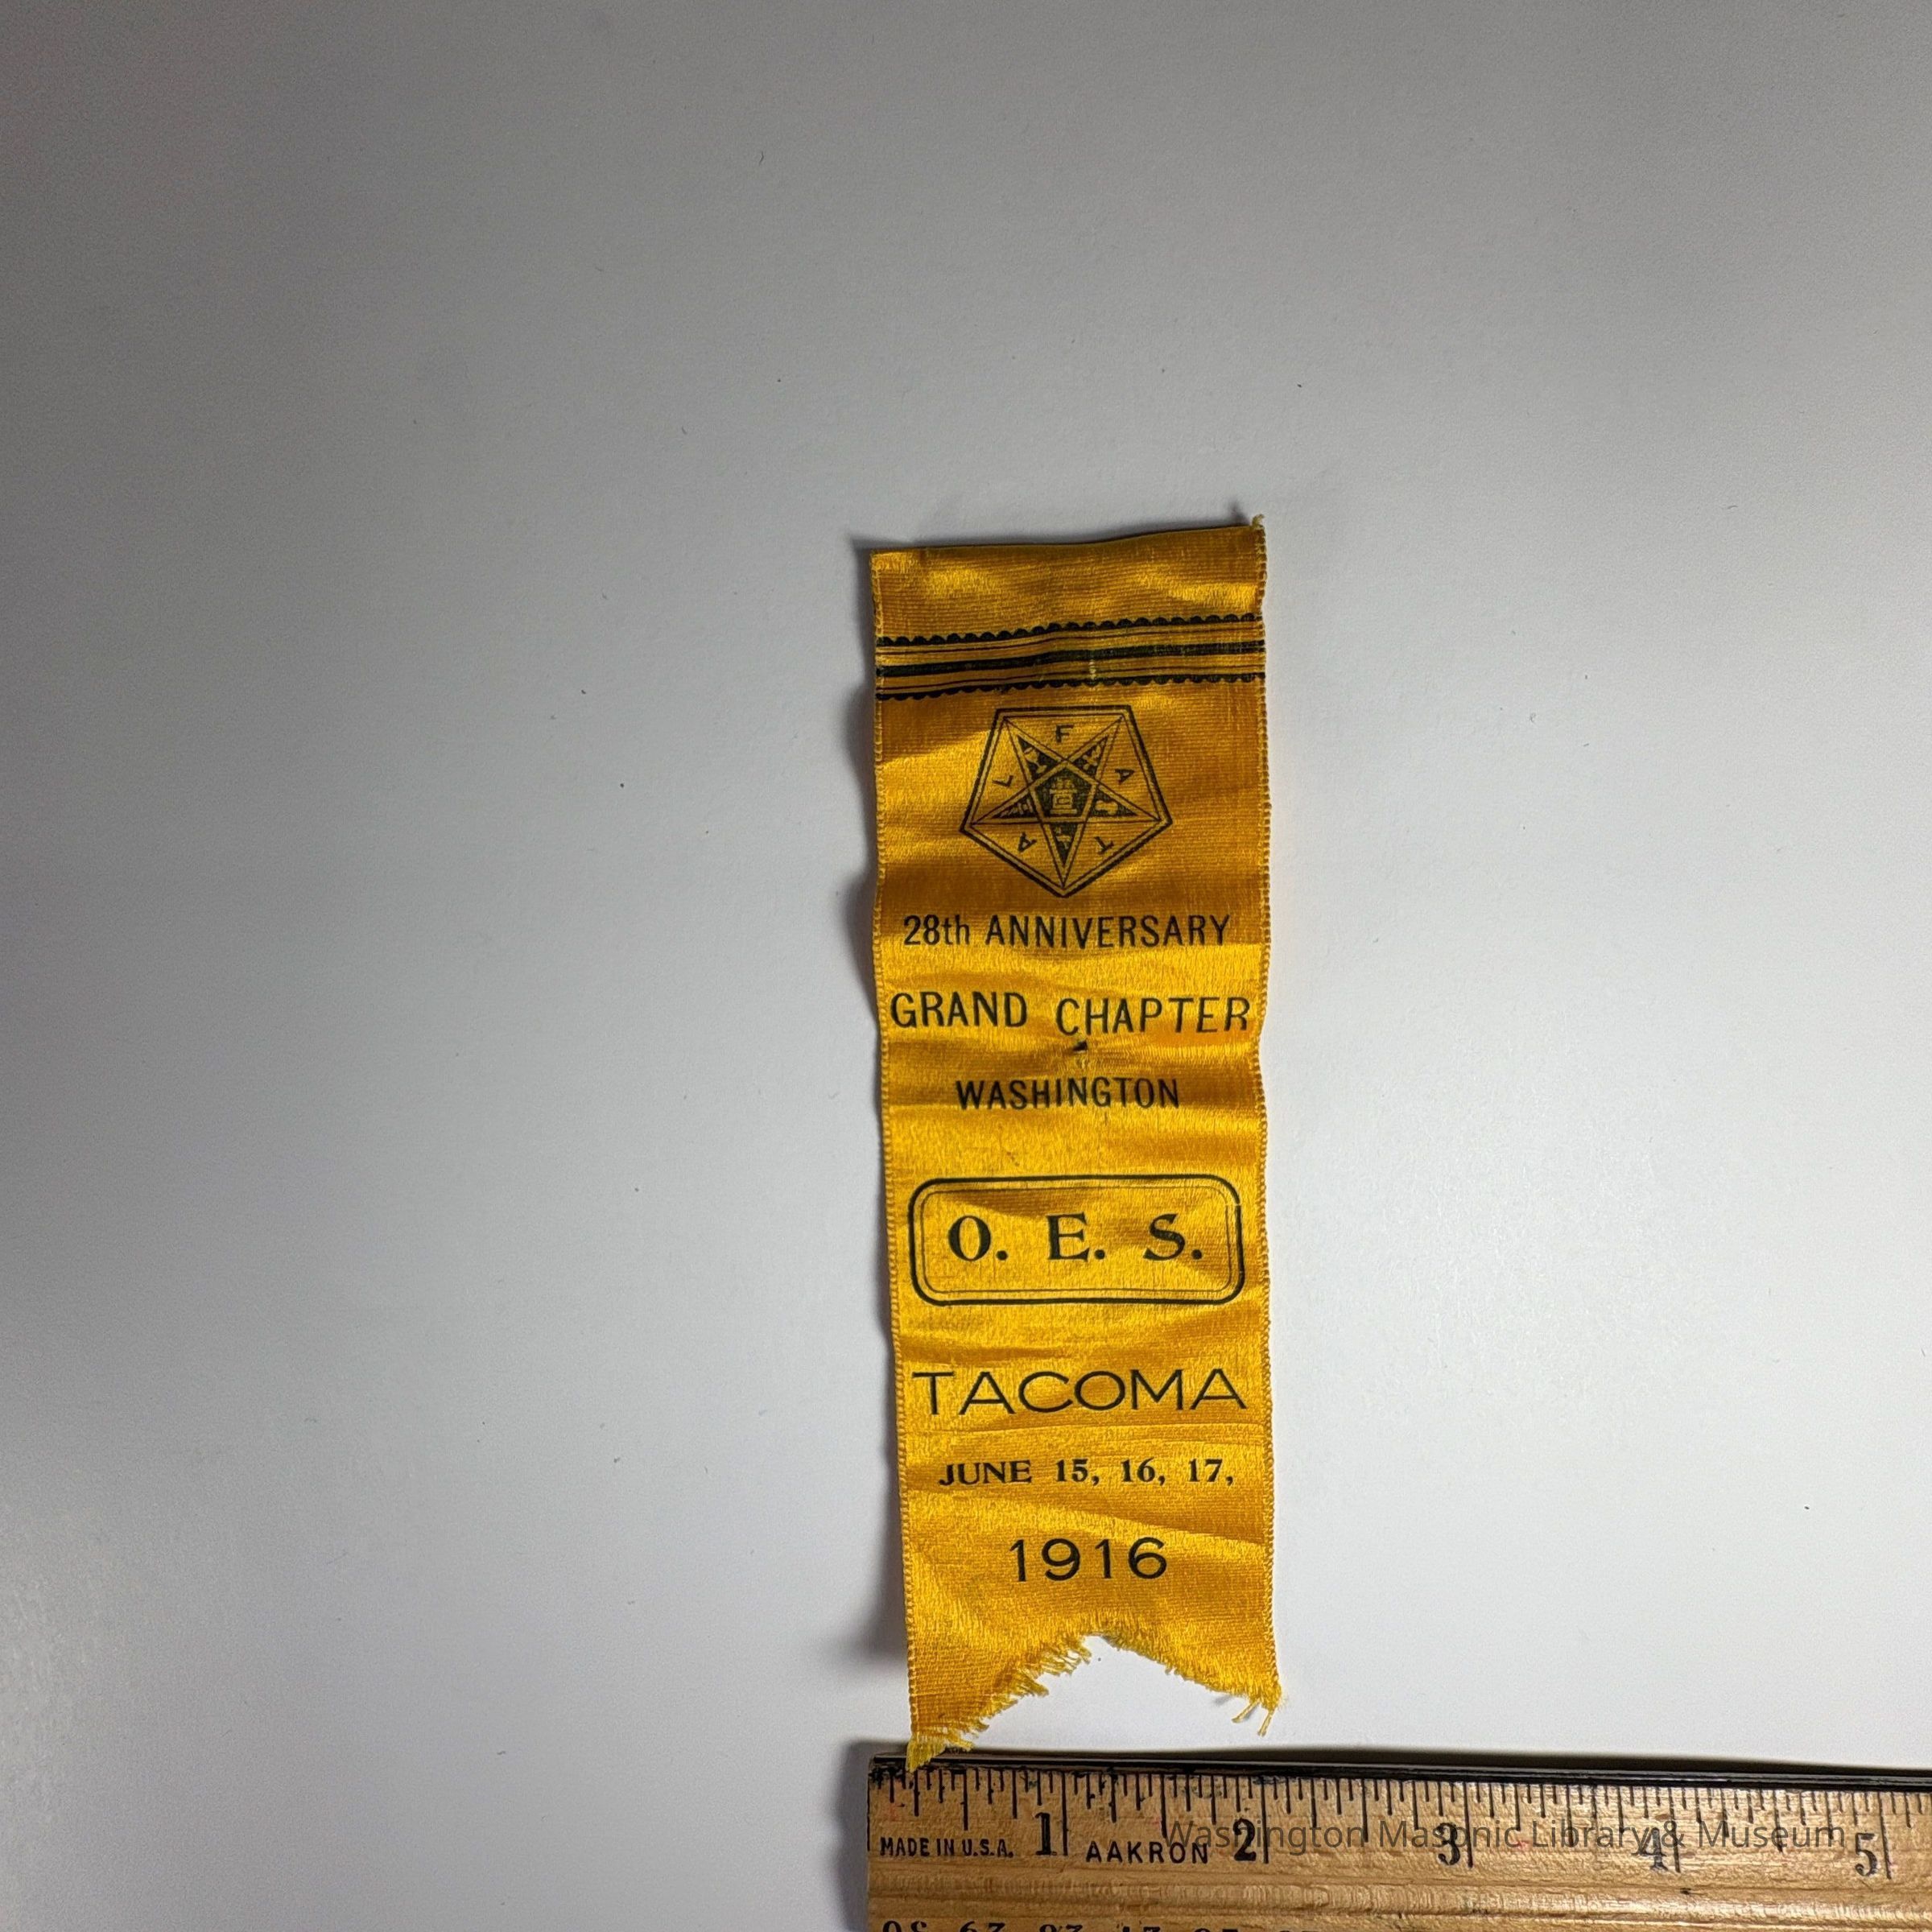 F
A
L
A
T
28th ANNIVERSARY
GRAND CHAPTER
WASHINGTON
O. E. S.
TACOMA
JUNE 15, 16, 17,
1916
MADE IN U.S.A. 1 AAKRON 2 3 4 5
Washington Masonic Library & Museum